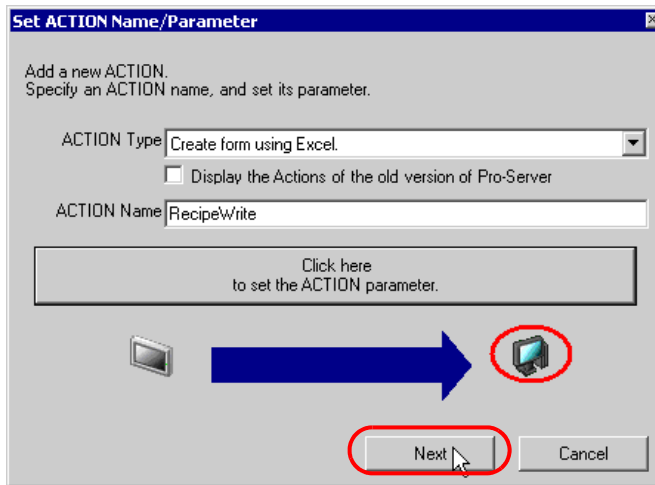 Set ACTION Name/Parameter
Add a new ACTION.
Specify an ACTION name, and set its parameter.
ACTION Type Create form using Excel.
Display the Actions of the old version of Pro-Server
ACTION Name RecipeWrite
Click here
to set the ACTION parameter.
Next Cancel